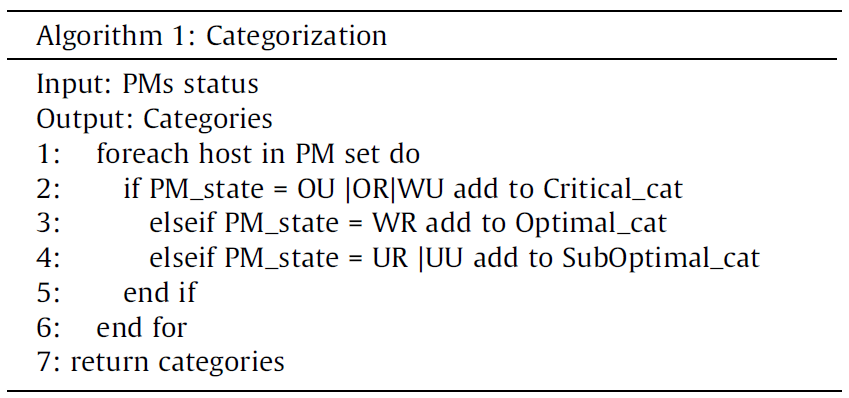 Algorithm 1: Categorization
Input: PMs status
Output: Categories
1: foreach host in PM set do
2: if PM_state = OU |OR|WU add to Critical_cat
3: elseif PM_state = WR add to Optimal_cat
4: elseif PM_state = UR |UU add to SubOptimal_cat
5: end if
6: end for
7: return categories